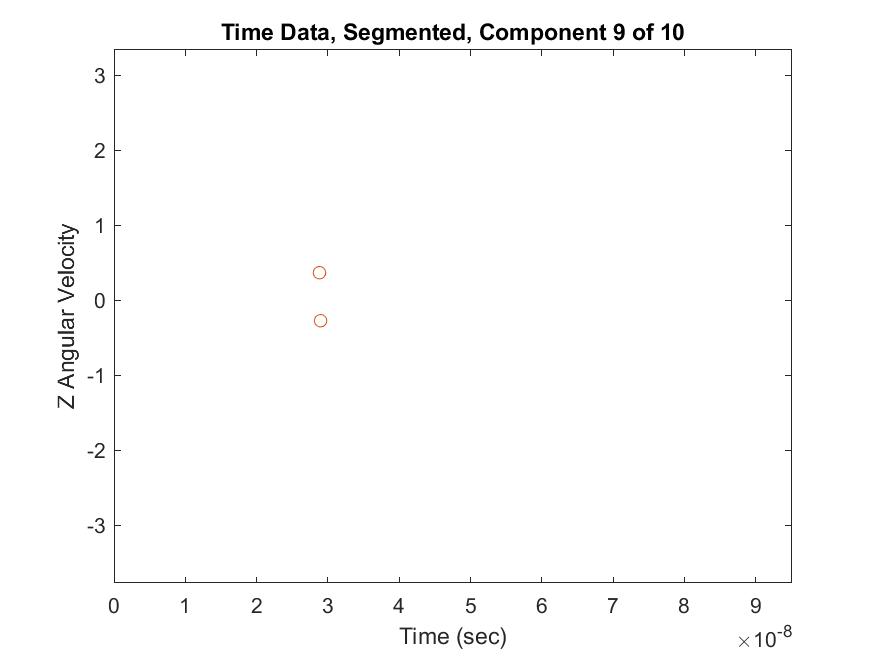 Time Data, Segmented, Component 9 of 10
3
2
1
0
-1
-2
-3
Z Angular Velocity
0 1 2 3 4 5 6 7 8 9
Time (sec)
×10-8